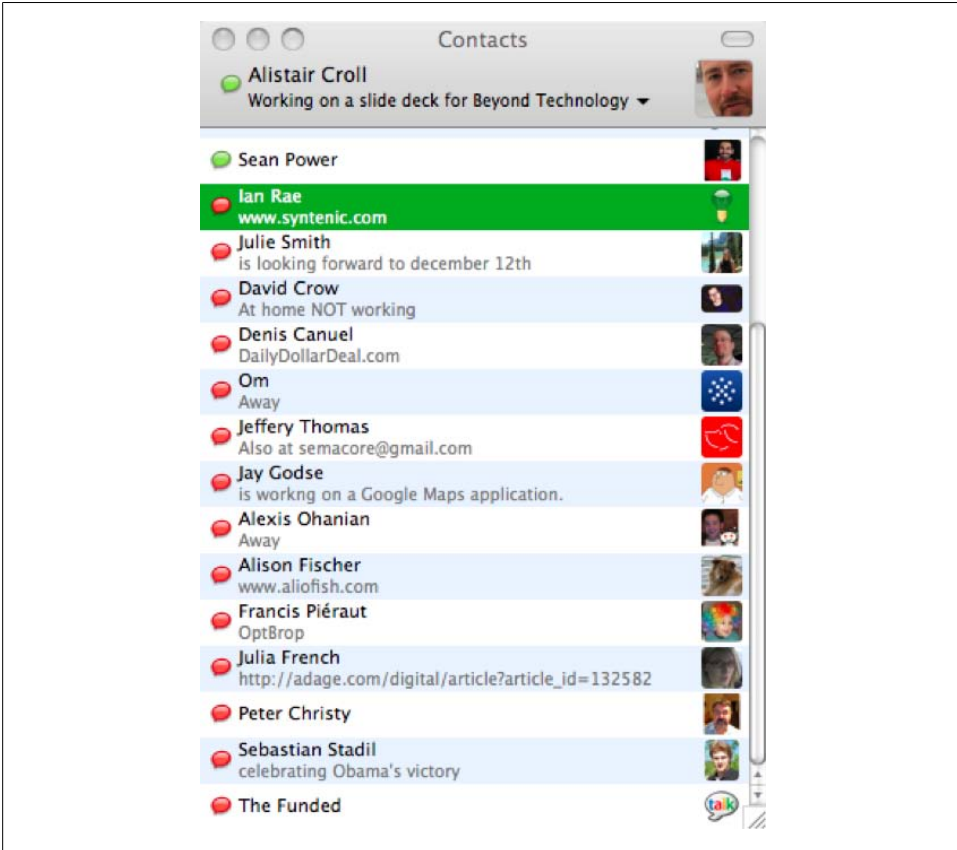 Contacts
Alistair Croll
Working on a slide deck for Beyond Technology
Sean Power
Ian Rae
www.syntenic.com
Julie Smith
is looking forward to december 12th
David Crow
At home NOT working
Denis Canuel
DailyDollarDeal.com
Om
Away
Jeffery Thomas
Also at semacore@gmail.com
Jay Godse
is workng on a Google Maps application.
Alexis Ohanian
Away
Alison Fischer
www.aliofish.com
Francis Piéraut
OptBrop
Julia French
http://adage.com/digital/article?article_id=132582
Peter Christy
Sebastian Stadil
celebrating Obama's victory
The Funded
talk